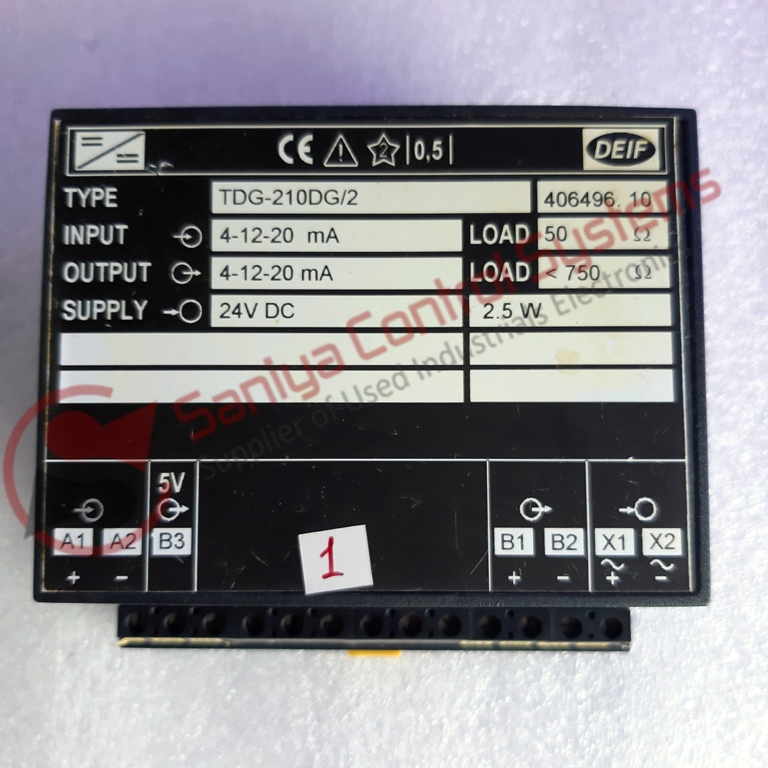 CE 2 0,5 DEIF
TYPE TDG-210DG/2 406496. 10
INPUT 4-12-20 mA LOAD 50 Ω
OUTPUT 4-12-20 mA LOAD < 750 Ω
SUPPLY 24V DC 2.5 W
Saniya Control Systems
Supplier of Used Industrials Electronic
5V
A1 A2 B3 B1 B2 X1 X2
+ − + − ~+ ~−
1